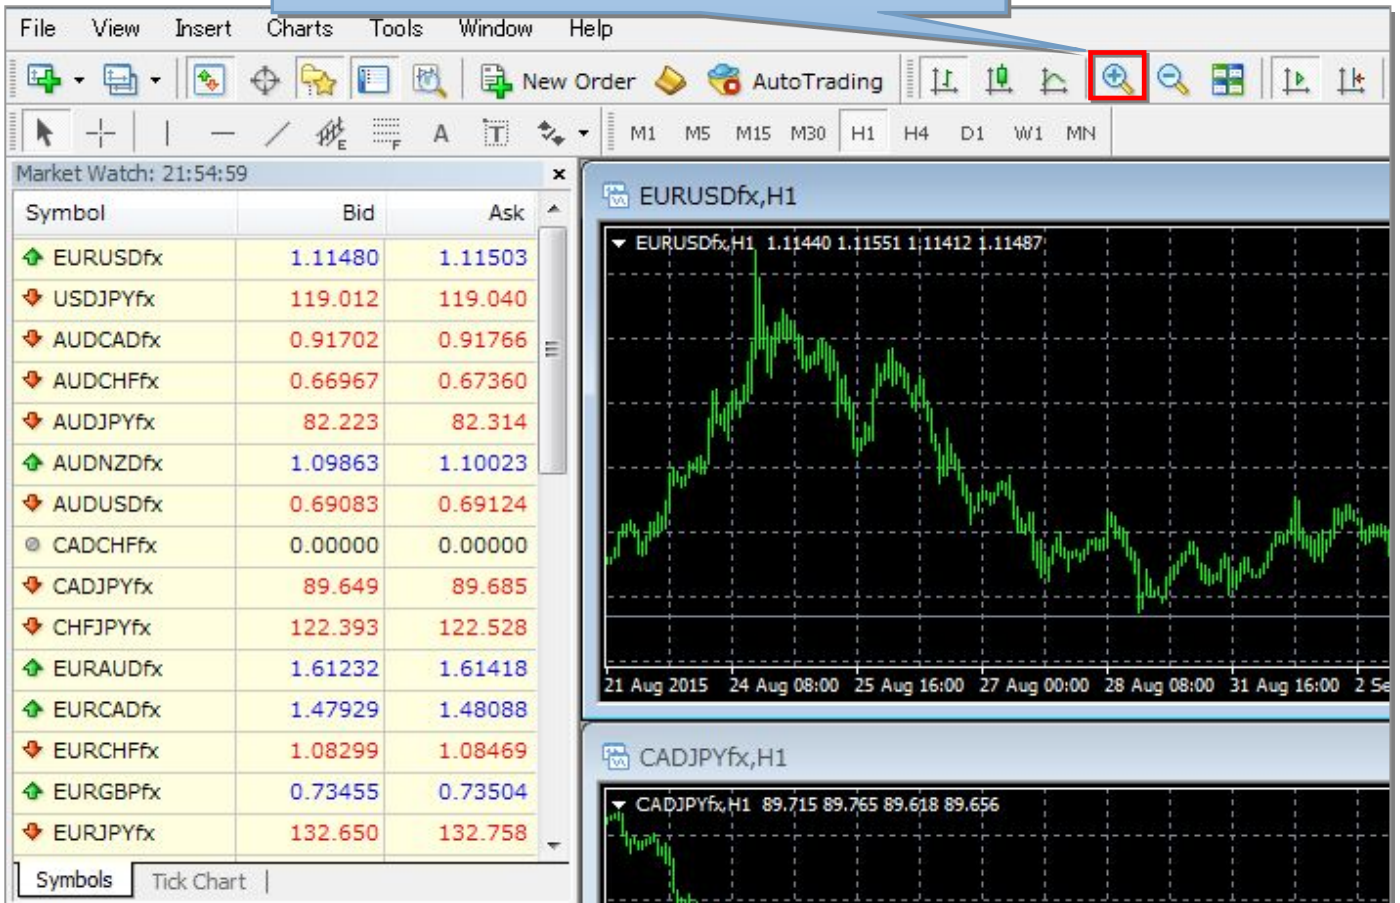 File View Insert Charts Tools Window Help
New Order AutoTrading
A T E F M1 M5 M15 M30 H1 H4 D1 W1 MN
Market Watch: 21:54:59
Symbol Bid Ask
EURUSDfx 1.11480 1.11503
USDJPYfx 119.012 119.040
AUDCADfx 0.91702 0.91766
AUDCHFfx 0.66967 0.67360
AUDJPYfx 82.223 82.314
AUDNZDfx 1.09863 1.10023
AUDUSDfx 0.69083 0.69124
CADCHFfx 0.00000 0.00000
CADJPYfx 89.649 89.685
CHFJPYfx 122.393 122.528
EURAUDfx 1.61232 1.61418
EURCADfx 1.47929 1.48088
EURCHFfx 1.08299 1.08469
EURGBPfx 0.73455 0.73504
EURJPYfx 132.650 132.758
Symbols Tick Chart
EURUSDfx,H1
EURUSDfx,H1 1.11440 1.11551 1.11412 1.11487
21 Aug 2015 24 Aug 08:00 25 Aug 16:00 27 Aug 00:00 28 Aug 08:00 31 Aug 16:00 2 Se
CADJPYfx,H1
CADJPYfx,H1 89.715 89.765 89.618 89.656